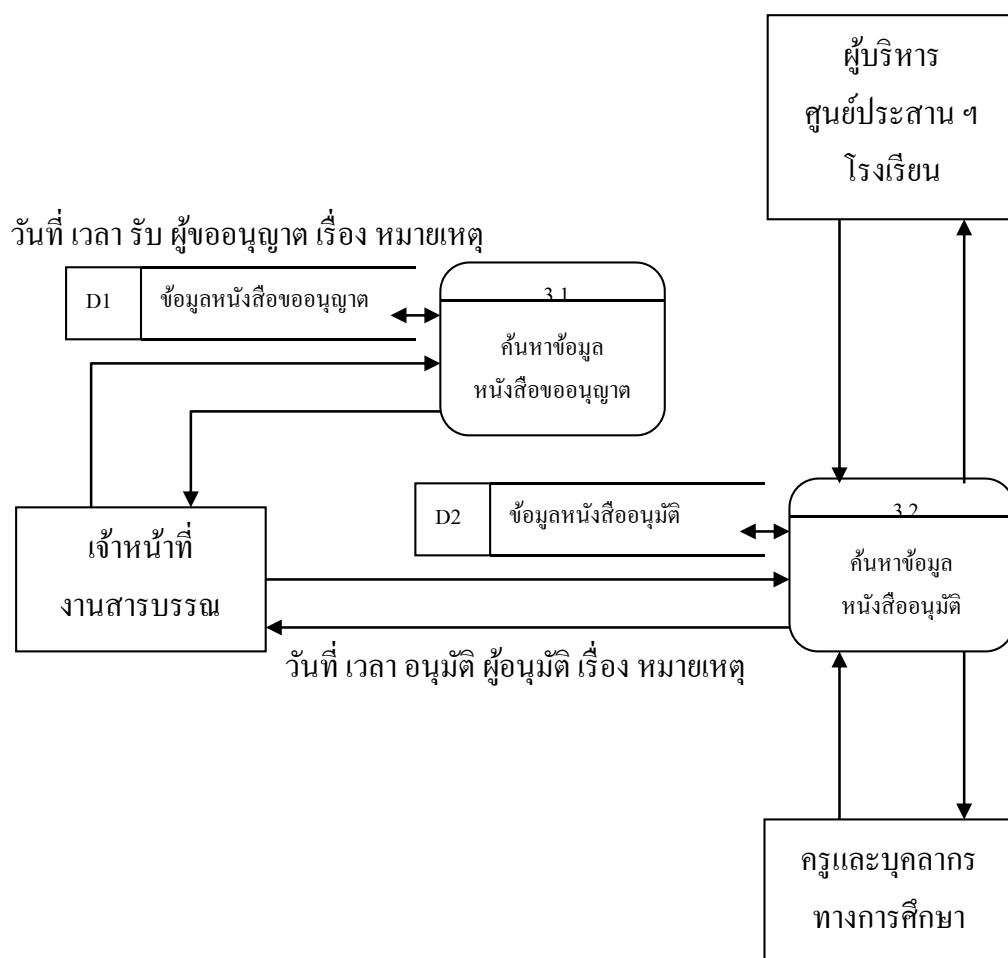 ผู้บริหาร
ศูนย์ประสาน ฯ
โรงเรียน
วันที่ เวลา รับ ผู้ขออนุญาต เรื่อง หมายเหตุ
D1
ข้อมูลหนังสือขออนุญาต
3.1
ค้นหาข้อมูล
หนังสือขออนุญาต
D2
ข้อมูลหนังสืออนุมัติ
3.2
ค้นหาข้อมูล
หนังสืออนุมัติ
เจ้าหน้าที่
งานสารบรรณ
วันที่ เวลา อนุมัติ ผู้อนุมัติ เรื่อง หมายเหตุ
ครูและบุคลากร
ทางการศึกษา